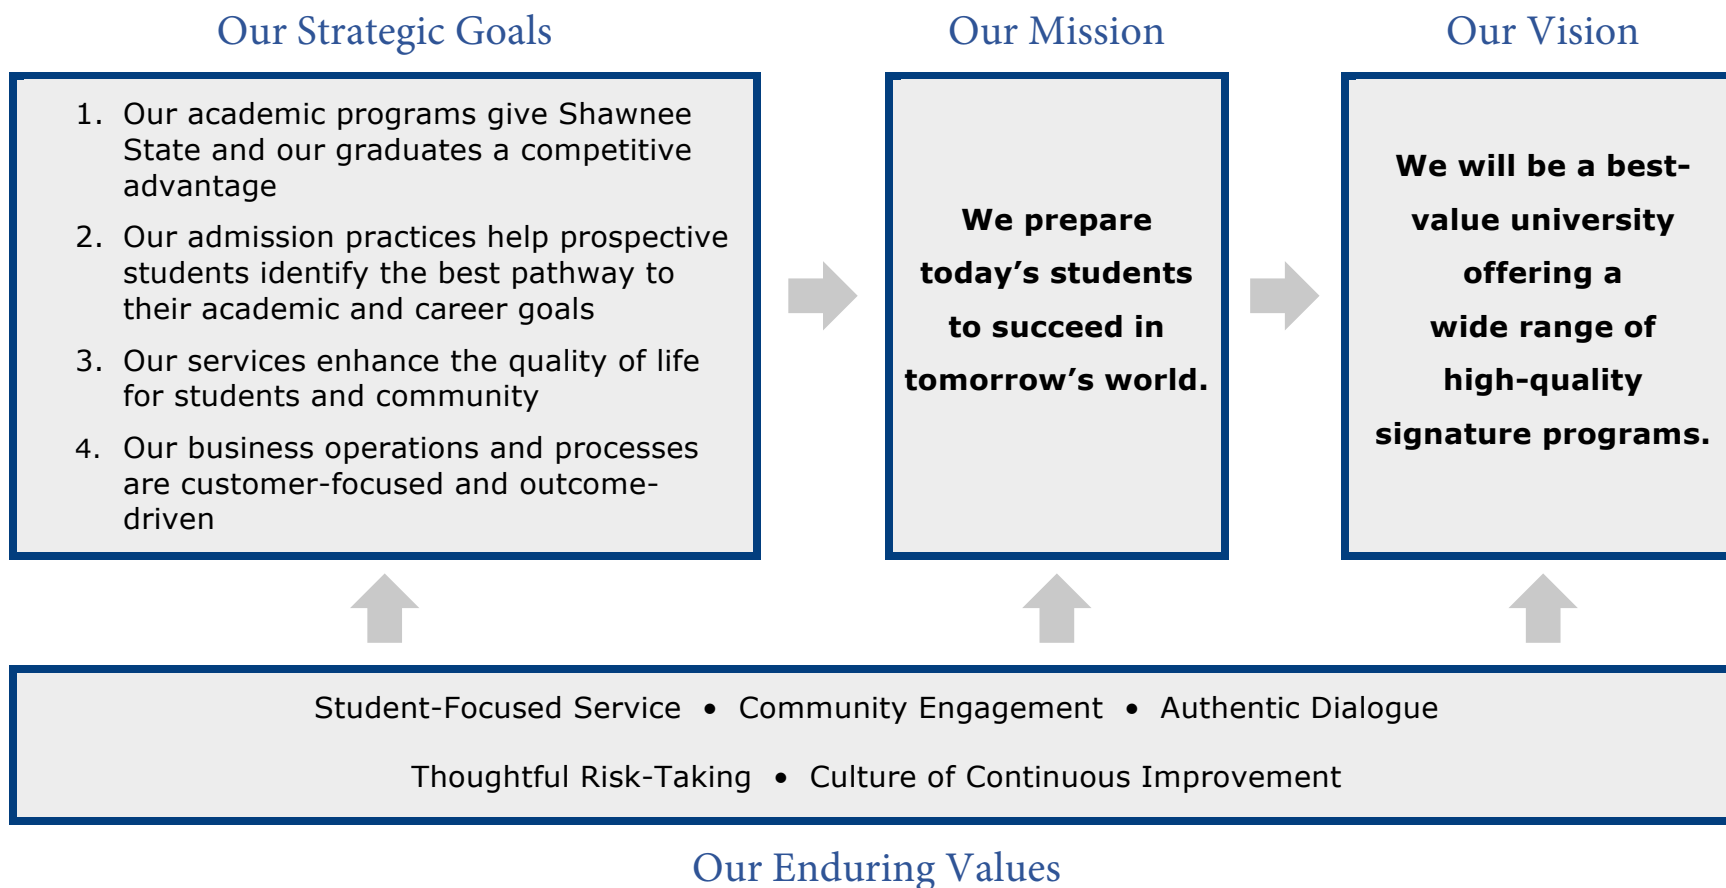 Our Strategic Goals
1. Our academic programs give Shawnee
State and our graduates a competitive
advantage
2. Our admission practices help prospective
students identify the best pathway to
their academic and career goals
3. Our services enhance the quality of life
for students and community
4. Our business operations and processes
are customer-focused and outcome-
driven
Our Mission
We prepare
today’s students
to succeed in
tomorrow’s world.
Our Vision
We will be a best-
value university
offering a
wide range of
high-quality
signature programs.
Student-Focused Service • Community Engagement • Authentic Dialogue
Thoughtful Risk-Taking • Culture of Continuous Improvement
Our Enduring Values